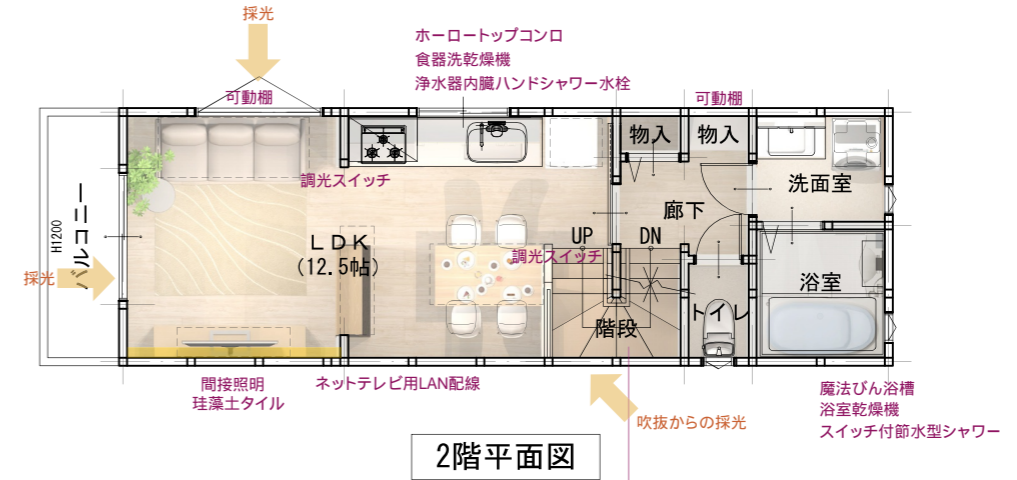 採光
ホーロートップコンロ
食器洗乾燥機
浄水器内臓ハンドシャワー水栓
可動棚
可動棚
物入
物入
調光スイッチ
洗面室
廊下
H1200
バルコニー
LDK
(12.5帖)
UP
DN
調光スイッチ
採光
浴室
トイレ
階段
間接照明
珪藻土タイル
ネットテレビ用LAN配線
吹抜からの採光
魔法びん浴槽
浴室乾燥機
スイッチ付節水型シャワー
2階平面図